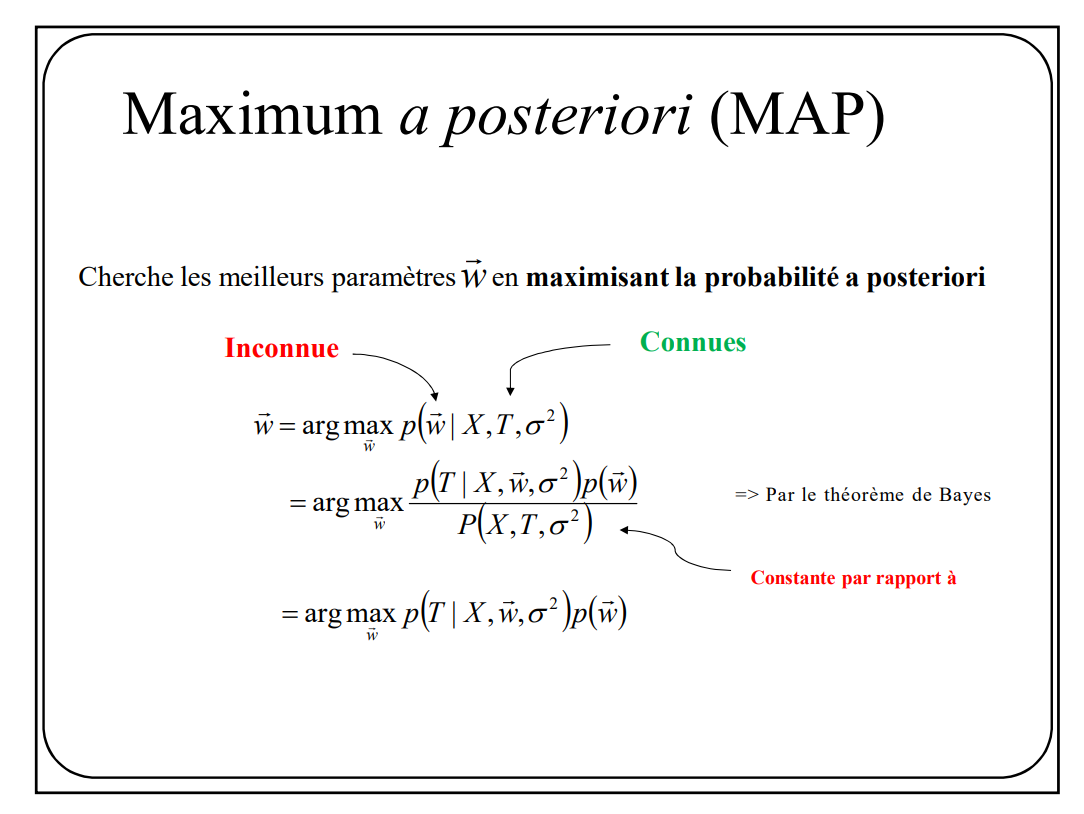 Maximum a posteriori (MAP)
Cherche les meilleurs paramètres w⃗ en maximisant la probabilité a posteriori
Inconnue
Connues
w⃗ = arg max_w⃗ p(w⃗ | X, T, σ²)
= arg max_w⃗ p(T | X, w⃗, σ²)p(w⃗) / P(X, T, σ²)
=> Par le théorème de Bayes
Constante par rapport à
= arg max_w⃗ p(T | X, w⃗, σ²)p(w⃗)